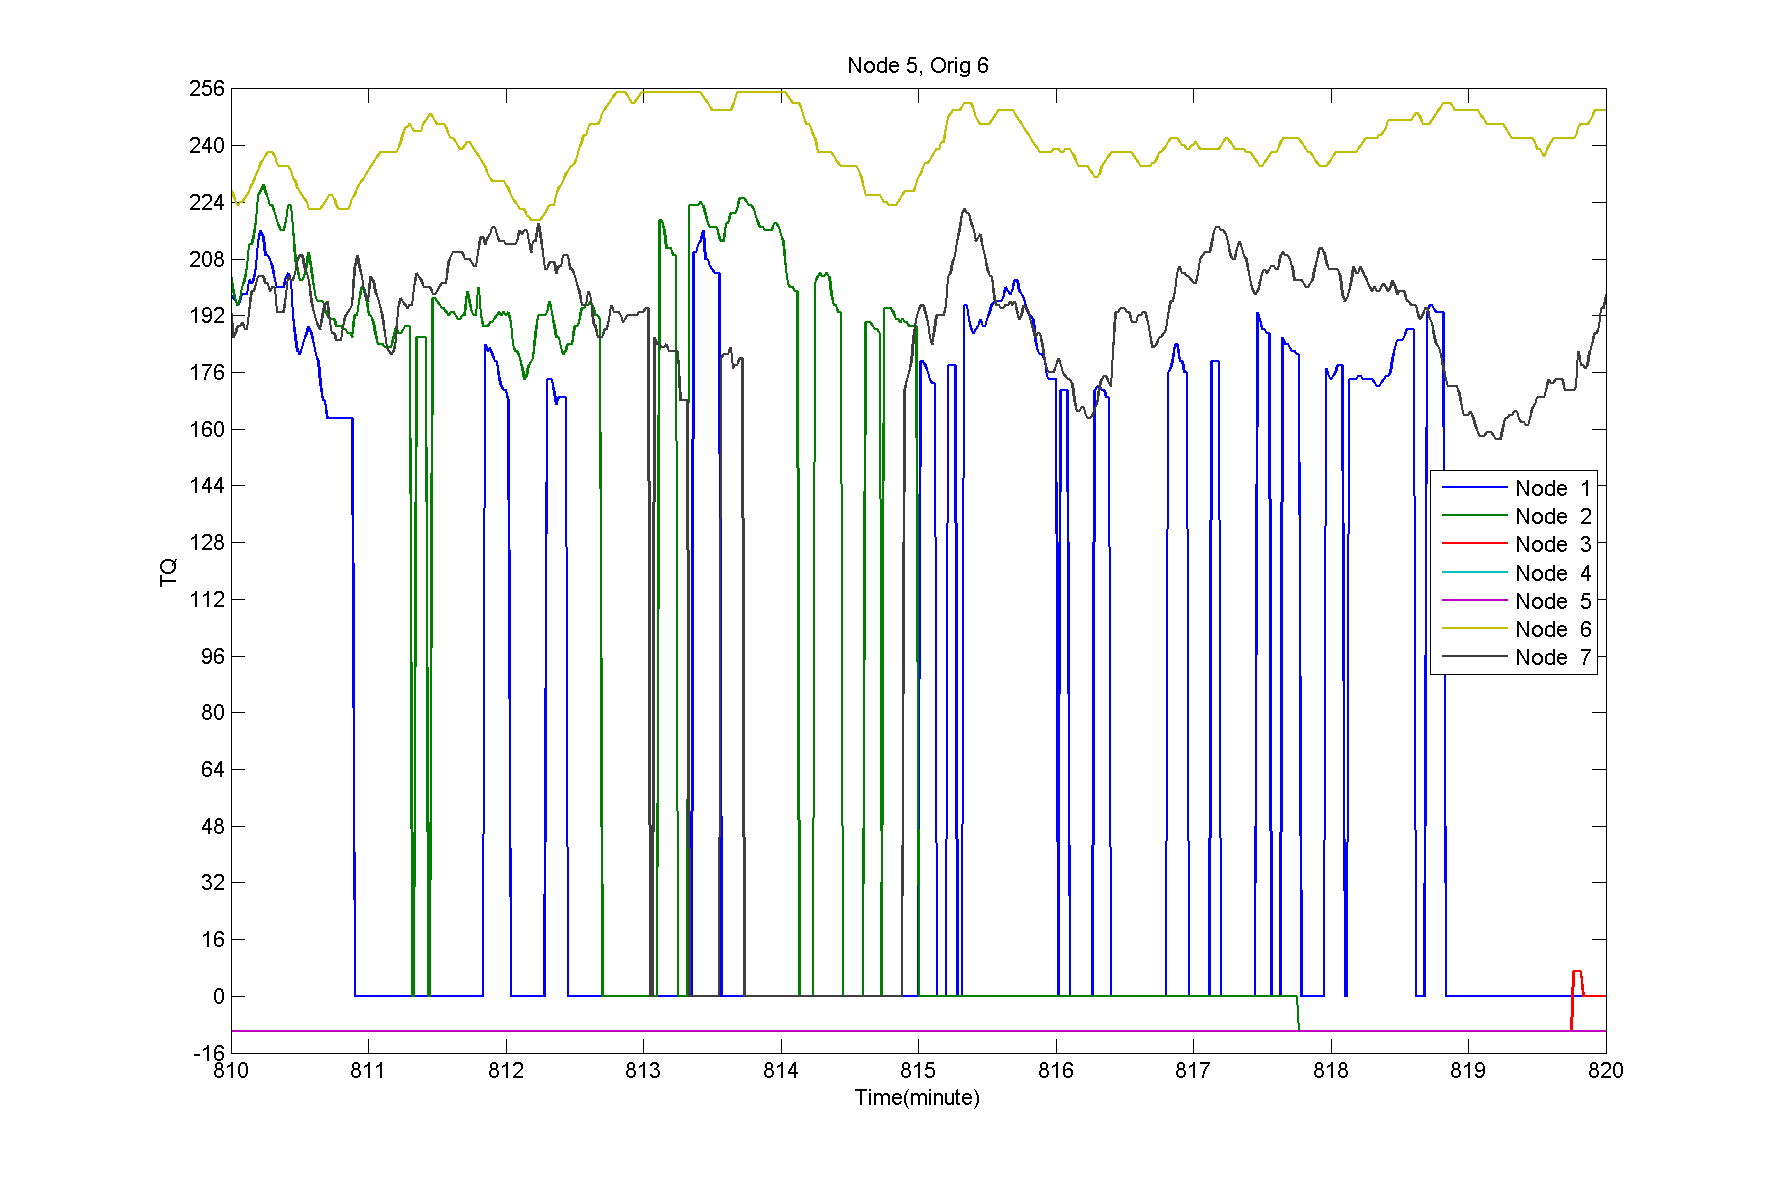 Node 5, Orig 6
256
240
224
208
192
176
160
144
128
112
96
80
64
48
32
16
0
-16
TQ
Node 1
Node 2
Node 3
Node 4
Node 5
Node 6
Node 7
810 811 812 813 814 815 816 817 818 819 820
Time(minute)